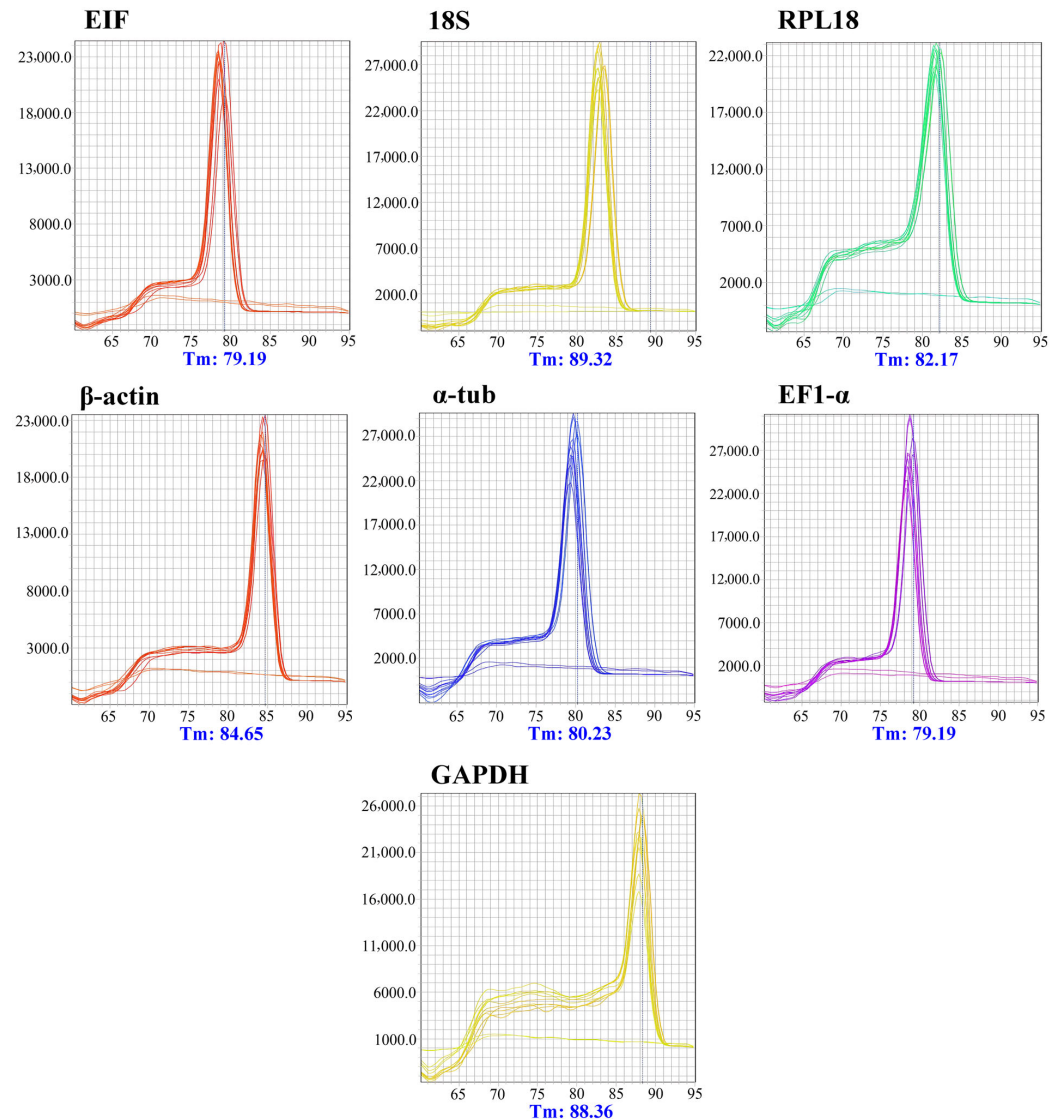 EIF
23,000.0
18,000.0
13,000.0
8000.0
3000.0
65 70 75 80 85 90 95
Tm: 79.19
18S
27,000.0
22,000.0
17,000.0
12,000.0
7000.0
2000.0
65 70 75 80 85 90 95
Tm: 89.32
RPL18
22,000.0
17,000.0
12,000.0
7000.0
2000.0
65 70 75 80 85 90 95
Tm: 82.17
β-actin
23,000.0
18,000.0
13,000.0
8000.0
3000.0
65 70 75 80 85 90 95
Tm: 84.65
α-tub
27,000.0
22,000.0
17,000.0
12,000.0
7000.0
2000.0
65 70 75 80 85 90 95
Tm: 80.23
EF1-α
27,000.0
22,000.0
17,000.0
12,000.0
7000.0
2000.0
65 70 75 80 85 90 95
Tm: 79.19
GAPDH
26,000.0
21,000.0
16,000.0
11,000.0
6000.0
1000.0
65 70 75 80 85 90 95
Tm: 88.36